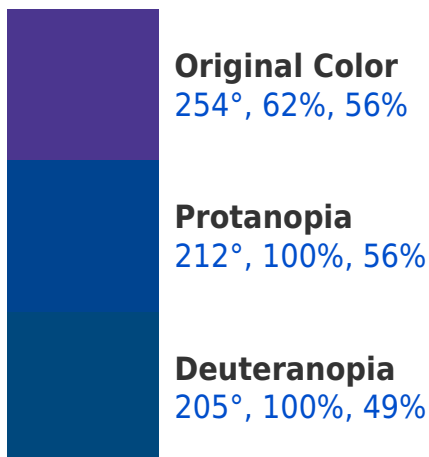 Original Color
254°, 62%, 56%
Protanopia
212°, 100%, 56%
Deuteranopia
205°, 100%, 49%